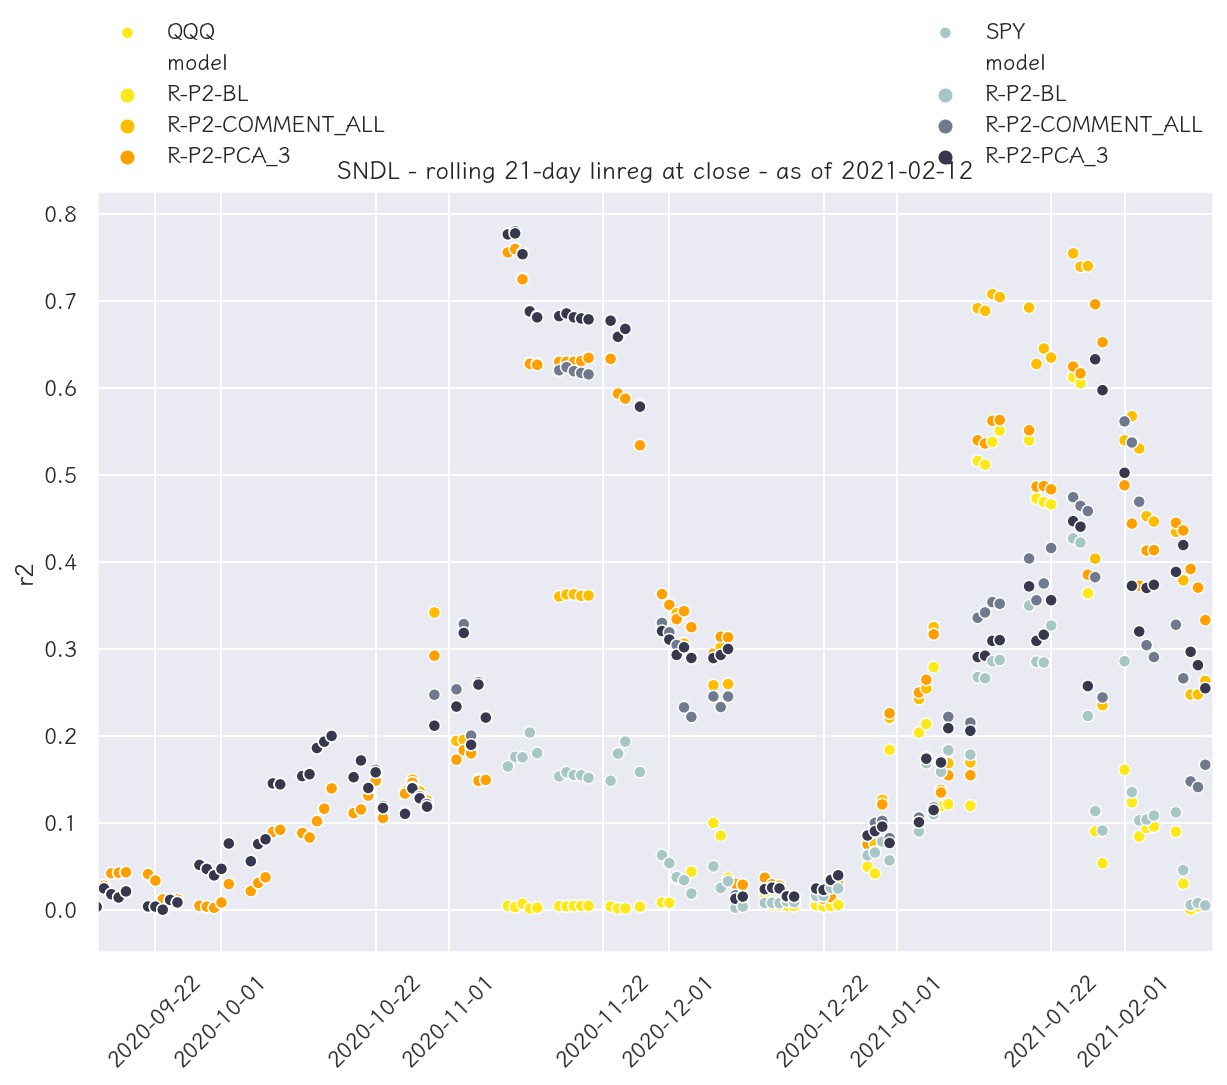 QQQ
model
R-P2-BL
R-P2-COMMENT_ALL
R-P2-PCA_3
SPY
model
R-P2-BL
R-P2-COMMENT_ALL
R-P2-PCA_3
SNDL - rolling 21-day linreg at close - as of 2021-02-12
0.8
0.7
0.6
0.5
0.4
0.3
0.2
0.1
0.0
r2
2020-09-22
2020-10-01
2020-10-22
2020-11-01
2020-11-22
2020-12-01
2020-12-22
2021-01-01
2021-01-22
2021-02-01